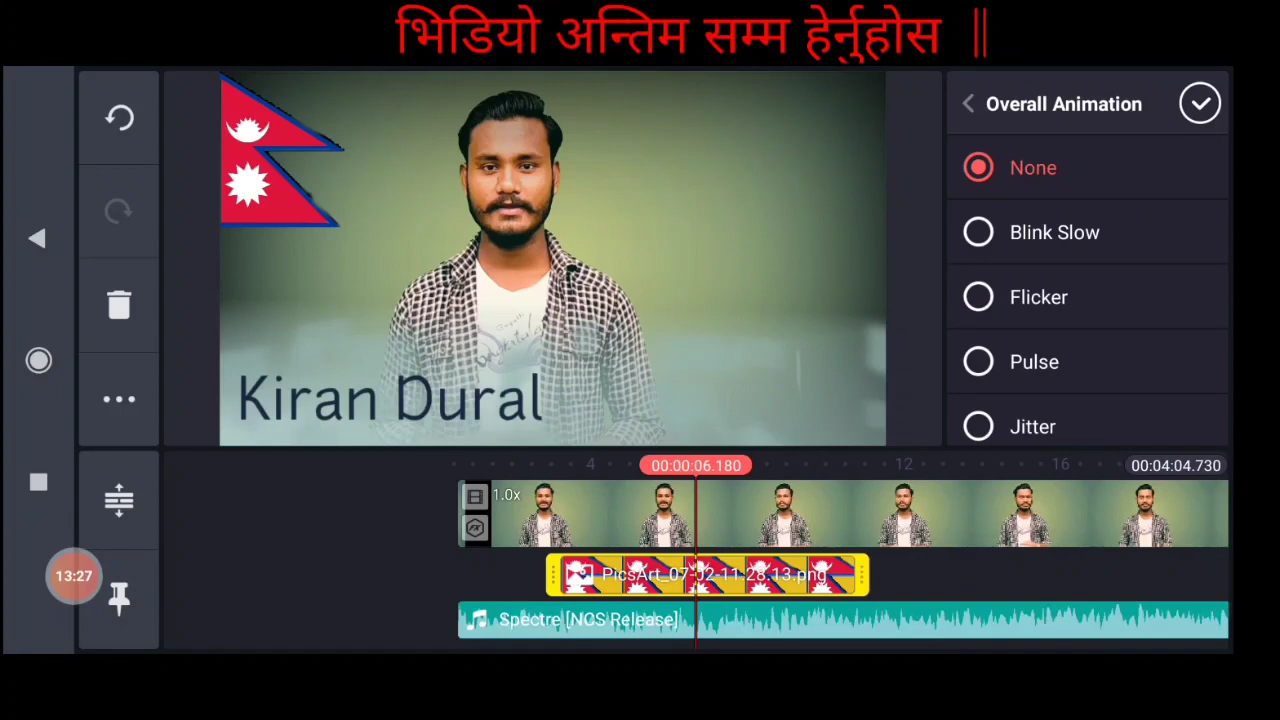 भिडियो अन्तिम सम्म हेर्नुहोस ||
Overall Animation
None
Blink Slow
Flicker
Pulse
Jitter
Kiran Dural
4
00:00:06.180
12
16
00:04:04.730
1.0x
PicsArt_07-02-11.28.13.png
Spectre [NCS Release]
13:27